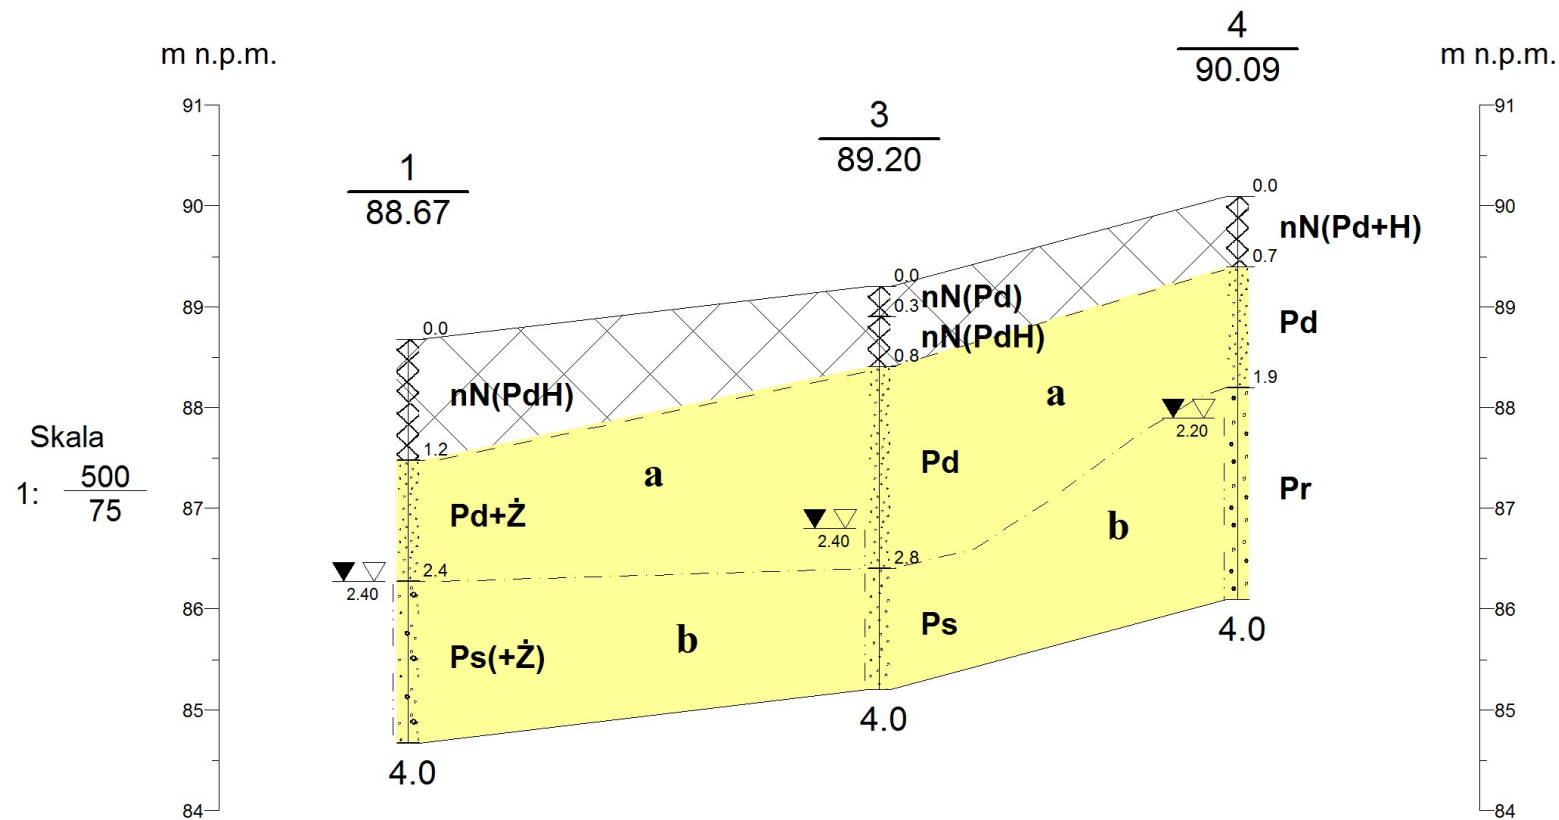 4
90.09
m n.p.m.
m n.p.m.
3
89.20
1
88.67
91
91
90
90
89
89
88
88
87
87
86
86
85
85
84
84
Skala
1: 500
75
0.0
nN(PdH)
1.2
Pd+Ż
2.4
2.40
Ps(+Ż)
4.0
a
b
0.0
nN(Pd)
0.3
nN(PdH)
0.8
Pd
2.40
2.8
Ps
4.0
a
b
0.0
nN(Pd+H)
0.7
Pd
1.9
2.20
Pr
4.0